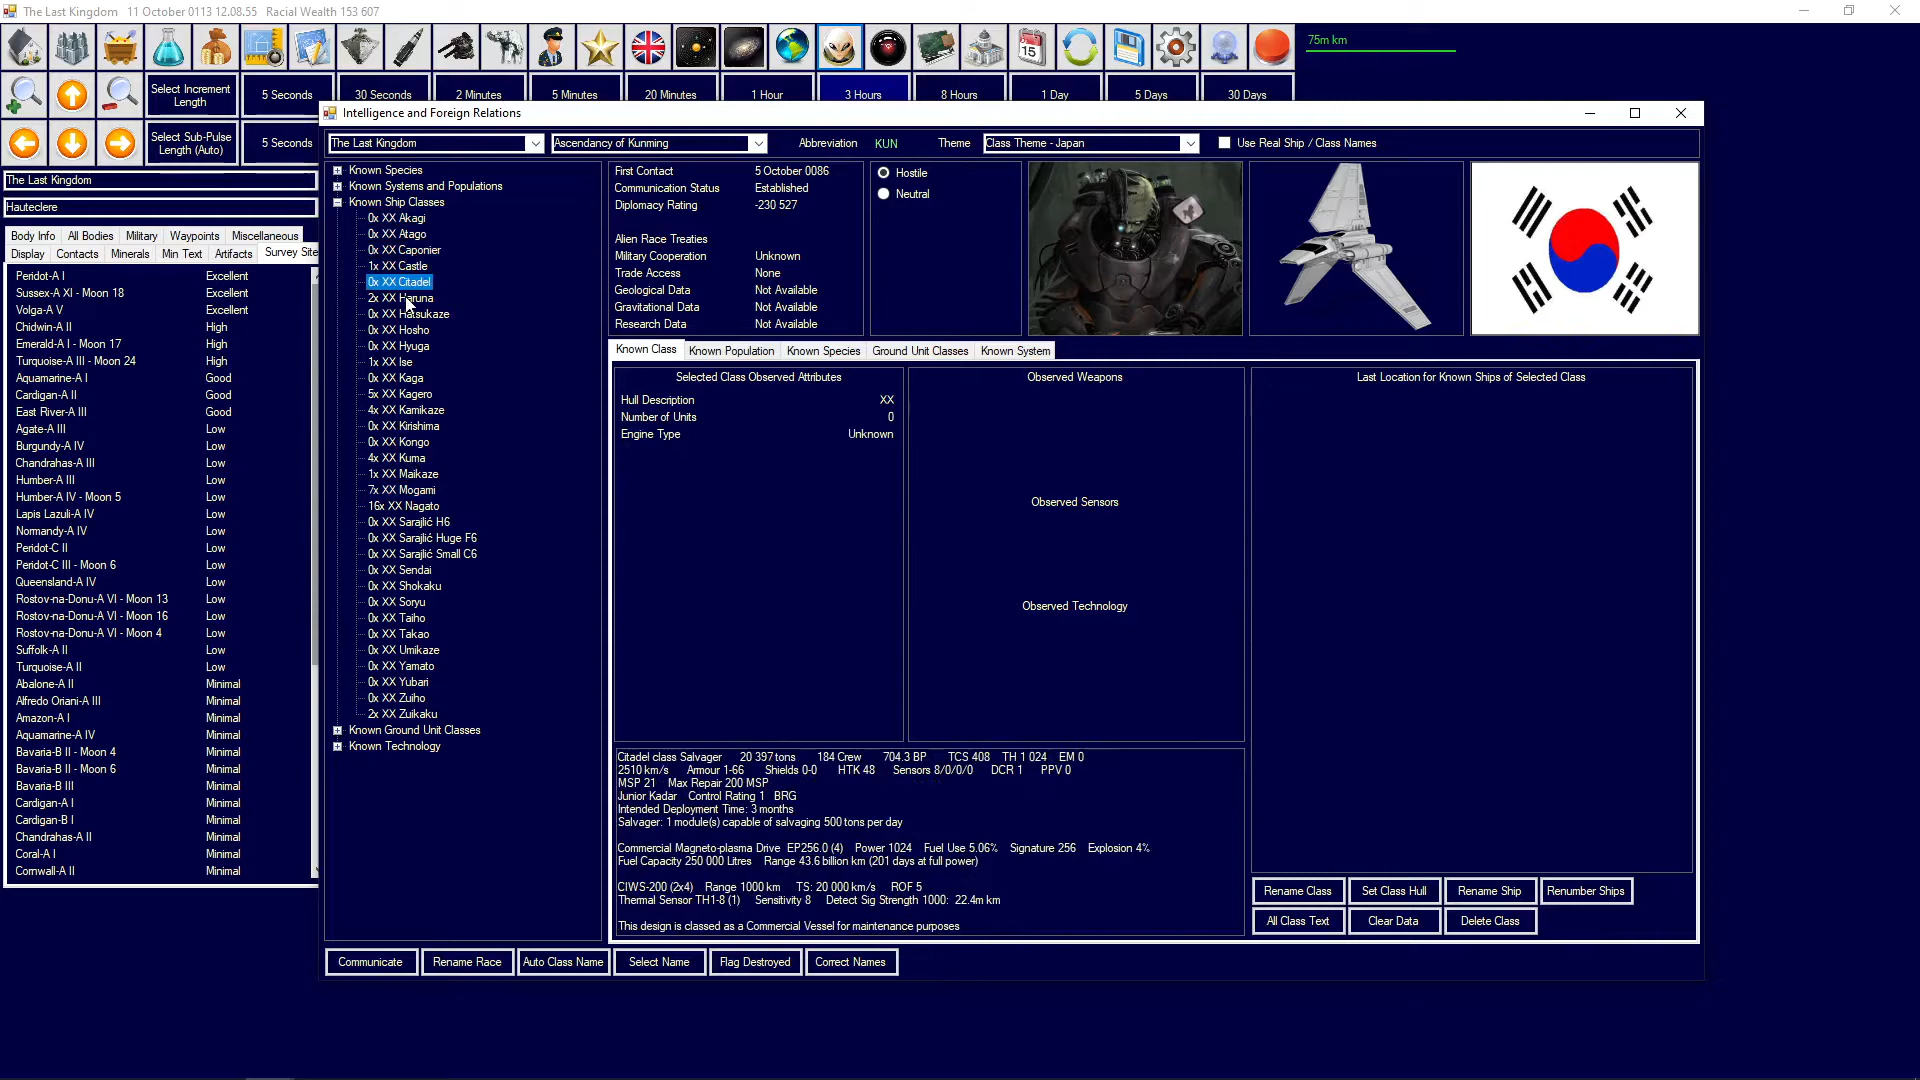 The Last Kingdom 11 October 0113 12.08.55 Racial Wealth 153 607
15
75m km
Select Increment Length
5 Seconds
30 Seconds
2 Minutes
5 Minutes
20 Minutes
1 Hour
3 Hours
8 Hours
1 Day
5 Days
30 Days
Select Sub-Pulse Length (Auto)
5 Seconds
The Last Kingdom
Hauteclere
Body Info All Bodies Military Waypoints Miscellaneous
Display Contacts Minerals Min Text Artifacts Survey Site
Peridot-A I Excellent
Sussex-A XI - Moon 18 Excellent
Volga-A V Excellent
Chidwin-A II High
Emerald-A I - Moon 17 High
Turquoise-A III - Moon 24 High
Aquamarine-A I Good
Cardigan-A II Good
East River-A III Good
Agate-A III Low
Burgundy-A IV Low
Chandrahas-A III Low
Humber-A III Low
Humber-A IV - Moon 5 Low
Lapis Lazuli-A IV Low
Normandy-A IV Low
Peridot-C II Low
Peridot-C III - Moon 6 Low
Queensland-A IV Low
Rostov-na-Donu-A VI - Moon 13 Low
Rostov-na-Donu-A VI - Moon 16 Low
Rostov-na-Donu-A VI - Moon 4 Low
Suffolk-A II Low
Turquoise-A II Low
Abalone-A II Minimal
Alfredo Oriani-A III Minimal
Amazon-A I Minimal
Aquamarine-A IV Minimal
Bavaria-B II - Moon 4 Minimal
Bavaria-B II - Moon 6 Minimal
Bavaria-B III Minimal
Cardigan-A I Minimal
Cardigan-B I Minimal
Chandrahas-A II Minimal
Coral-A I Minimal
Cornwall-A II Minimal
Intelligence and Foreign Relations
The Last Kingdom
Ascendancy of Kunming
Abbreviation KUN
Theme
Class Theme - Japan
Use Real Ship / Class Names
Known Species
Known Systems and Populations
Known Ship Classes
0x XX Akagi
0x XX Atago
0x XX Caponier
1x XX Castle
0x XX Citadel
2x XX Haruna
0x XX Hatsukaze
0x XX Hosho
0x XX Hyuga
1x XX Ise
0x XX Kaga
5x XX Kagero
4x XX Kamikaze
0x XX Kirishima
0x XX Kongo
4x XX Kuma
1x XX Maikaze
7x XX Mogami
16x XX Nagato
0x XX Sarajlić H6
0x XX Sarajlić Huge F6
0x XX Sarajlić Small C6
0x XX Sendai
0x XX Shokaku
0x XX Soryu
0x XX Taiho
0x XX Takao
0x XX Umikaze
0x XX Yamato
0x XX Yubari
0x XX Zuiho
2x XX Zuikaku
Known Ground Unit Classes
Known Technology
First Contact 5 October 0086
Communication Status Established
Diplomacy Rating -230 527
Alien Race Treaties
Military Cooperation Unknown
Trade Access None
Geological Data Not Available
Gravitational Data Not Available
Research Data Not Available
Hostile
Neutral
Known Class Known Population Known Species Ground Unit Classes Known System
Selected Class Observed Attributes
Hull Description XX
Number of Units 0
Engine Type Unknown
Observed Weapons
Observed Sensors
Observed Technology
Last Location for Known Ships of Selected Class
Citadel class Salvager 20 397 tons 184 Crew 704.3 BP TCS 408 TH 1 024 EM 0
2510 km/s Armour 1-66 Shields 0-0 HTK 48 Sensors 8/0/0/0 DCR 1 PPV 0
MSP 21 Max Repair 200 MSP
Junior Kadar Control Rating 1 BRG
Intended Deployment Time: 3 months
Salvager: 1 module(s) capable of salvaging 500 tons per day
Commercial Magneto-plasma Drive EP256.0 (4) Power 1024 Fuel Use 5.06% Signature 256 Explosion 4%
Fuel Capacity 250 000 Litres Range 43.6 billion km (201 days at full power)
CIWS-200 (2x4) Range 1000 km TS: 20 000 km/s ROF 5
Thermal Sensor TH1-8 (1) Sensitivity 8 Detect Sig Strength 1000: 22.4m km
This design is classed as a Commercial Vessel for maintenance purposes
Rename Class Set Class Hull Rename Ship Renumber Ships
All Class Text Clear Data Delete Class
Communicate Rename Race Auto Class Name Select Name Flag Destroyed Correct Names